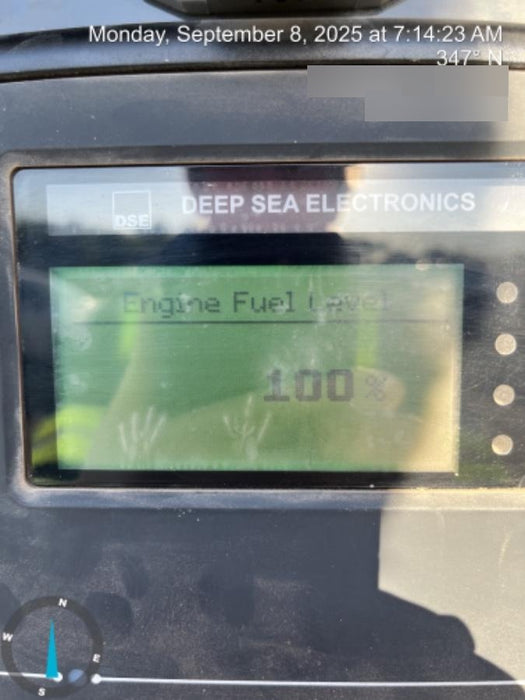 Monday, September 8, 2025 at 7:14:23 AM
347° N
DSE DEEP SEA ELECTRONICS
Engine Fuel Level
100 %
N
W
E
S